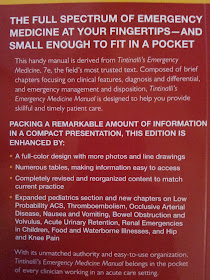 THE FULL SPECTRUM OF EMERGENCY
MEDICINE AT YOUR FINGERTIPS—AND
SMALL ENOUGH TO FIT IN A POCKET
This handy manual is derived from Tintinalli's Emergency
Medicine, 7e, the field's most trusted text. Composed of brief
chapters focusing on clinical features, diagnosis and differential,
and emergency management and disposition, Tintinalli's
Emergency Medicine Manual is designed to help you provide
skillful and timely patient care.
PACKING A REMARKABLE AMOUNT OF INFORMATION
IN A COMPACT PRESENTATION, THIS EDITION IS
ENHANCED BY:
• A full-color design with more photos and line drawings
• Numerous tables, making information easy to access
• Completely revised and reorganized content to match
current practice
• Expanded pediatrics section and new chapters on Low
Probability ACS, Thromboembolism, Occlusive Arterial
Disease, Nausea and Vomiting, Bowel Obstruction and
Volvulus, Acute Urinary Retention, Renal Emergencies
in Children, Food and Waterborne Illnesses, and Hip
and Knee Pain
With its unmatched authority and easy-to-use organization,
Tintinalli's Emergency Medicine Manual belongs in the pocket
of every clinician working in an acute care setting.